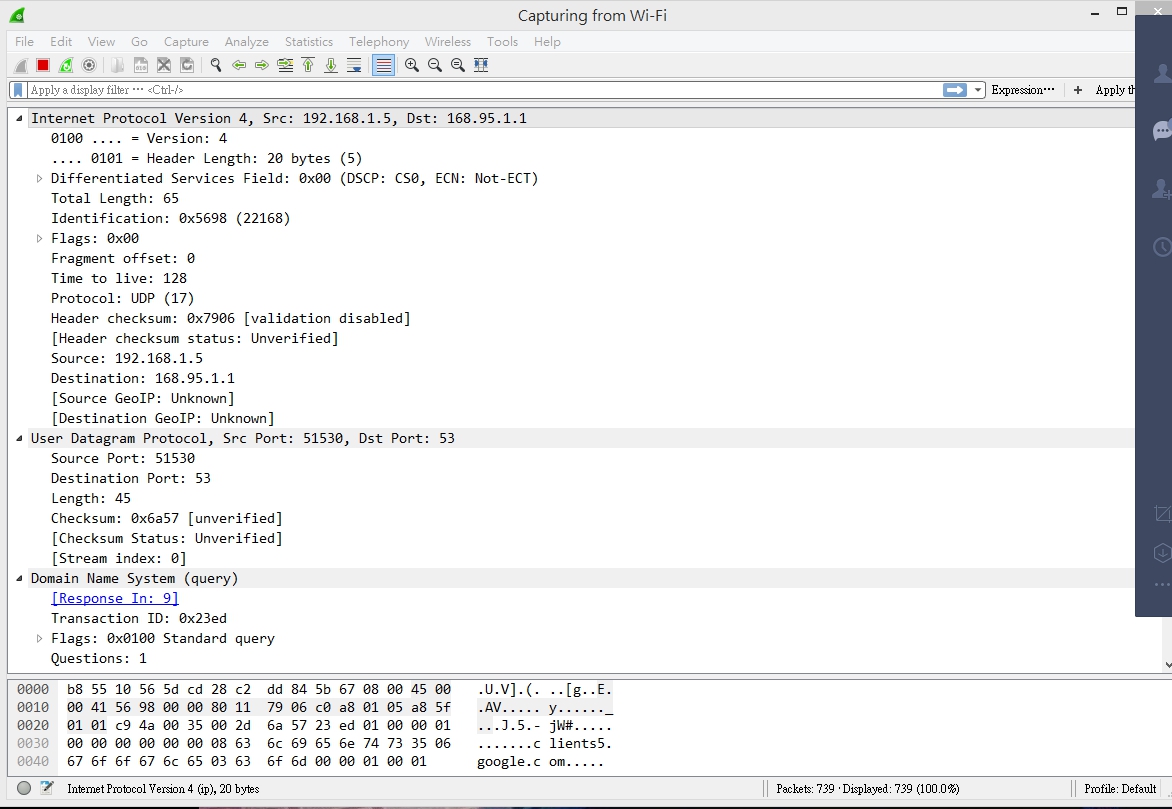 Capturing from Wi-Fi
File Edit View Go Capture Analyze Statistics Telephony Wireless Tools Help
Apply a display filter ··· <Ctrl-/> Expression··· + Apply th
Internet Protocol Version 4, Src: 192.168.1.5, Dst: 168.95.1.1
0100 .... = Version: 4
.... 0101 = Header Length: 20 bytes (5)
Differentiated Services Field: 0x00 (DSCP: CS0, ECN: Not-ECT)
Total Length: 65
Identification: 0x5698 (22168)
Flags: 0x00
Fragment offset: 0
Time to live: 128
Protocol: UDP (17)
Header checksum: 0x7906 [validation disabled]
[Header checksum status: Unverified]
Source: 192.168.1.5
Destination: 168.95.1.1
[Source GeoIP: Unknown]
[Destination GeoIP: Unknown]
User Datagram Protocol, Src Port: 51530, Dst Port: 53
Source Port: 51530
Destination Port: 53
Length: 45
Checksum: 0x6a57 [unverified]
[Checksum Status: Unverified]
[Stream index: 0]
Domain Name System (query)
[Response In: 9]
Transaction ID: 0x23ed
Flags: 0x0100 Standard query
Questions: 1
0000 b8 55 10 56 5d cd 28 c2 dd 84 5b 67 08 00 45 00 .U.V].(. ..[g..E.
0010 00 41 56 98 00 00 80 11 79 06 c0 a8 01 05 a8 5f .AV..... y......_
0020 01 01 c9 4a 00 35 00 2d 6a 57 23 ed 01 00 00 01 ...J.5.- jW#.....
0030 00 00 00 00 00 00 08 63 6c 69 65 6e 74 73 35 06 .......c lients5.
0040 67 6f 6f 67 6c 65 03 63 6f 6d 00 00 01 00 01 google.c om.....
Internet Protocol Version 4 (ip), 20 bytes Packets: 739 · Displayed: 739 (100.0%) Profile: Default